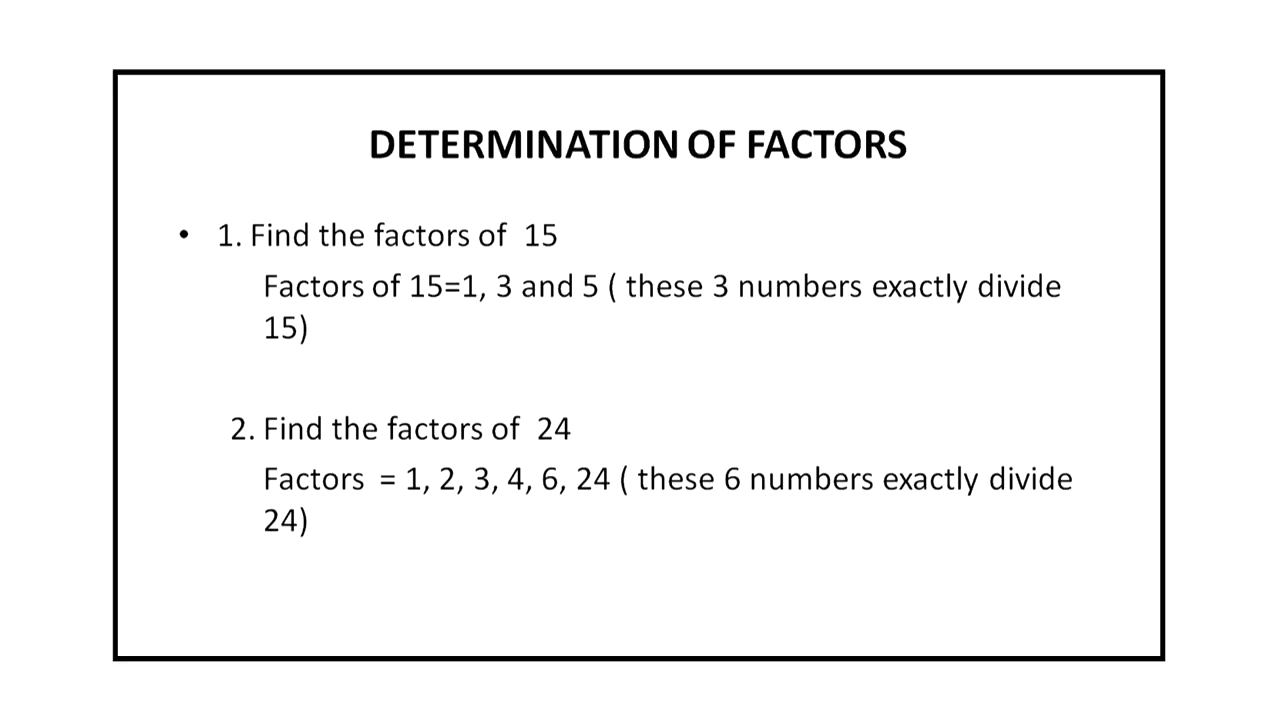 DETERMINATION OF FACTORS
• 1. Find the factors of 15
Factors of 15=1, 3 and 5 ( these 3 numbers exactly divide
15)
2. Find the factors of 24
Factors = 1, 2, 3, 4, 6, 24 ( these 6 numbers exactly divide
24)